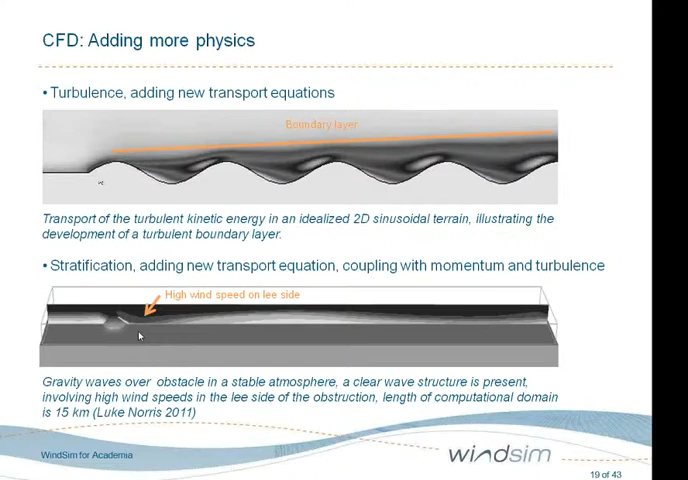 CFD: Adding more physics
• Turbulence, adding new transport equations
Boundary layer
Transport of the turbulent kinetic energy in an idealized 2D sinusoidal terrain, illustrating the
development of a turbulent boundary layer.
• Stratification, adding new transport equation, coupling with momentum and turbulence
High wind speed on lee side
Gravity waves over obstacle in a stable atmosphere, a clear wave structure is present,
involving high wind speeds in the lee side of the obstruction, length of computational domain
is 15 km (Luke Norris 2011)
WindSim for Academia
windsim
19 of 43